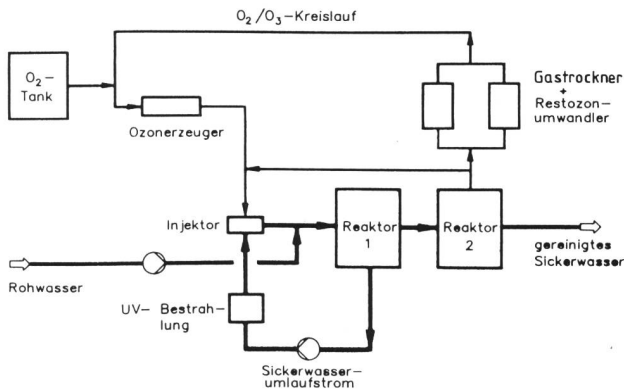 O₂/O₃-Kreislauf
O₂-
Tank
Ozonerzeuger
Gastrockner
+
Restozon-
umwandler
Injektor
Reaktor
1
Reaktor
2
gereinigtes
Sickerwasser
Rohwasser
UV- Bestrah-
lung
Sickerwasser-
umlaufstrom